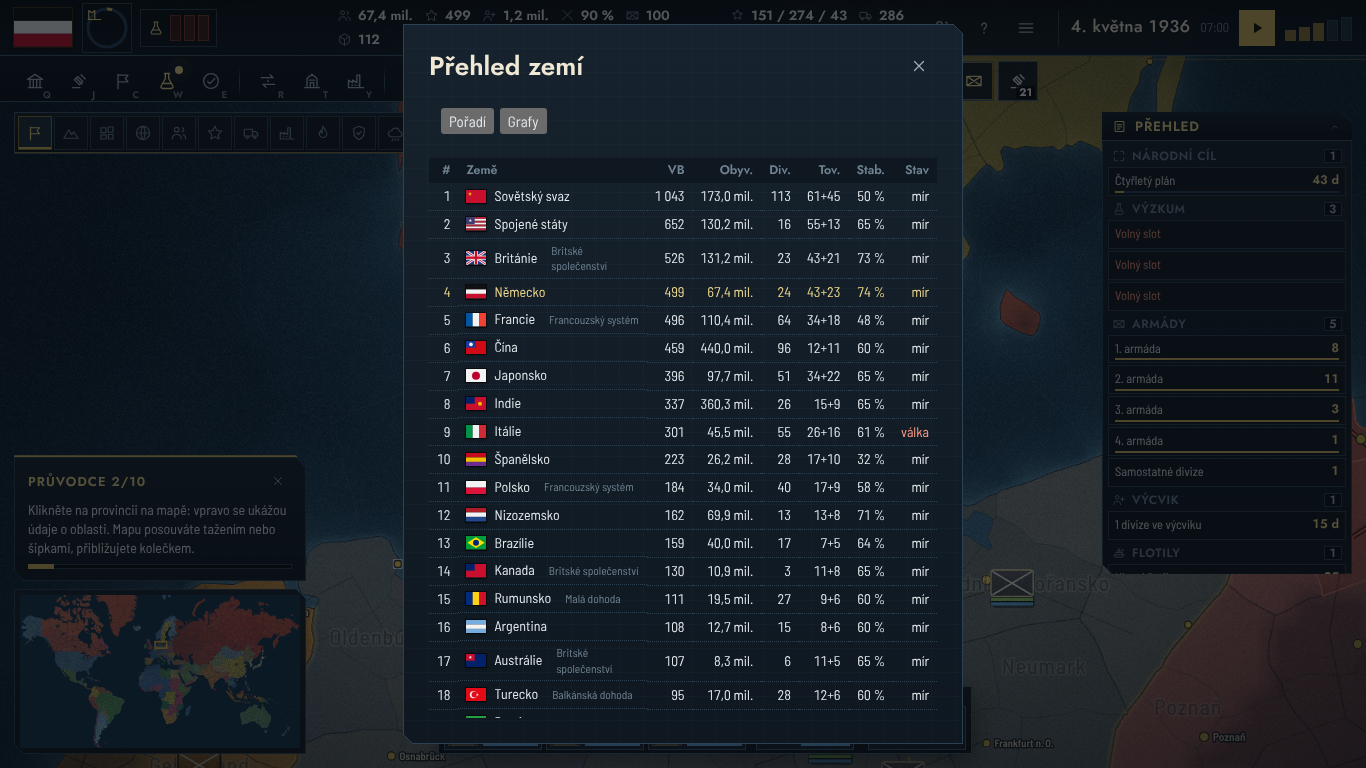 67,4 mil. 499 1,2 mil. 90 % 100 151 / 274 / 43 286
112
? 4. května 1936 07:00
Q J C W E R T Y
21
Přehled zemí
Pořadí Grafy
# Země VB Obyv. Div. Tov. Stab. Stav
1 Sovětský svaz 1 043 173,0 mil. 113 61+45 50 % mír
2 Spojené státy 652 130,2 mil. 16 55+13 65 % mír
3 Británie Britské společenství 526 131,2 mil. 23 43+21 73 % mír
4 Německo 499 67,4 mil. 24 43+23 74 % mír
5 Francie Francouzský systém 496 110,4 mil. 64 34+18 48 % mír
6 Čína 459 440,0 mil. 96 12+11 60 % mír
7 Japonsko 396 97,7 mil. 51 34+22 65 % mír
8 Indie 337 360,3 mil. 26 15+9 65 % mír
9 Itálie 301 45,5 mil. 55 26+16 61 % válka
10 Španělsko 223 26,2 mil. 28 17+10 32 % mír
11 Polsko Francouzský systém 184 34,0 mil. 40 17+9 58 % mír
12 Nizozemsko 162 69,9 mil. 13 13+8 71 % mír
13 Brazílie 159 40,0 mil. 17 7+5 64 % mír
14 Kanada Britské společenství 130 10,9 mil. 3 11+8 65 % mír
15 Rumunsko Malá dohoda 111 19,5 mil. 27 9+6 60 % mír
16 Argentina 108 12,7 mil. 15 8+6 60 % mír
17 Austrálie Britské společenství 107 8,3 mil. 6 11+5 65 % mír
18 Turecko Balkánská dohoda 95 17,0 mil. 28 12+6 60 % mír
PŘEHLED
NÁRODNÍ CÍL 1
Čtyřletý plán 43 d
VÝZKUM 3
Volný slot
Volný slot
Volný slot
ARMÁDY 5
1. armáda 8
2. armáda 11
3. armáda 3
4. armáda 1
Samostatné divize 1
VÝCVIK 1
1 divize ve výcviku 15 d
FLOTILY 1
PRŮVODCE 2/10
Klikněte na provincii na mapě: vpravo se ukážou
údaje o oblasti. Mapu posouváte tažením nebo
šipkami, přibližujete kolečkem.
Neumark
Poznaň
Poznaň
Frankfurt n. O.
Osnabrück